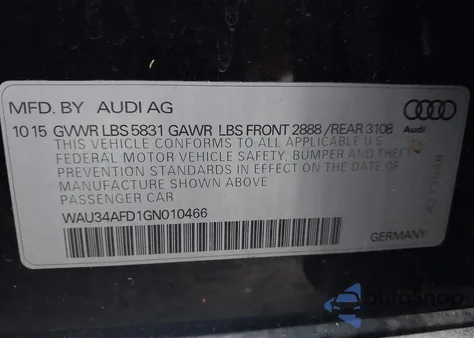 MFD. BY AUDI AG
10 15 GVWR LBS 5831 GAWR LBS FRONT 2888 /REAR 3108
Audi
THIS VEHICLE CONFORMS TO ALL APPLICABLE U.S
FEDERAL MOTOR VEHICLE SAFETY, BUMPER AND THEFT
PREVENTION STANDARDS IN EFFECT ON THE DATE OF
MANUFACTURE SHOWN ABOVE
PASSENGER CAR
WAU34AFD1GN010466
GERMANY
autoSnap